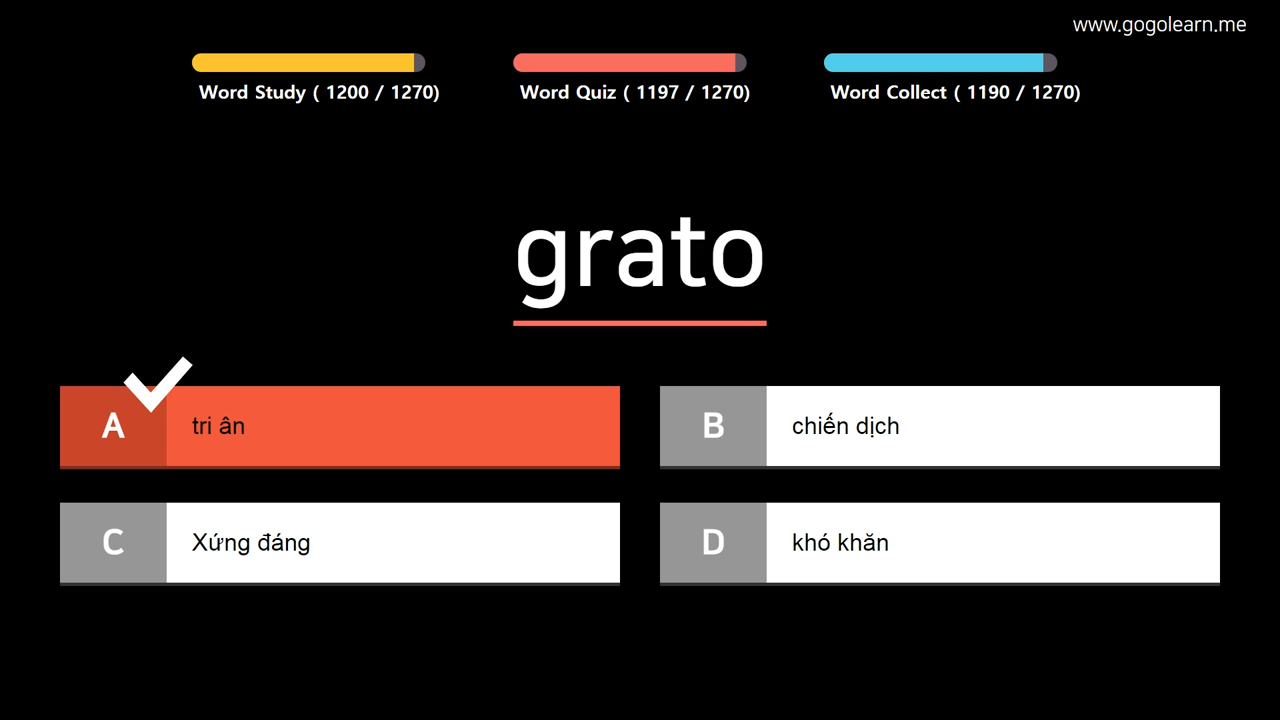 www.gogolearn.me
Word Study ( 1200 / 1270)
Word Quiz ( 1197 / 1270)
Word Collect ( 1190 / 1270)
grato
A tri ân
B chiến dịch
C Xứng đáng
D khó khăn